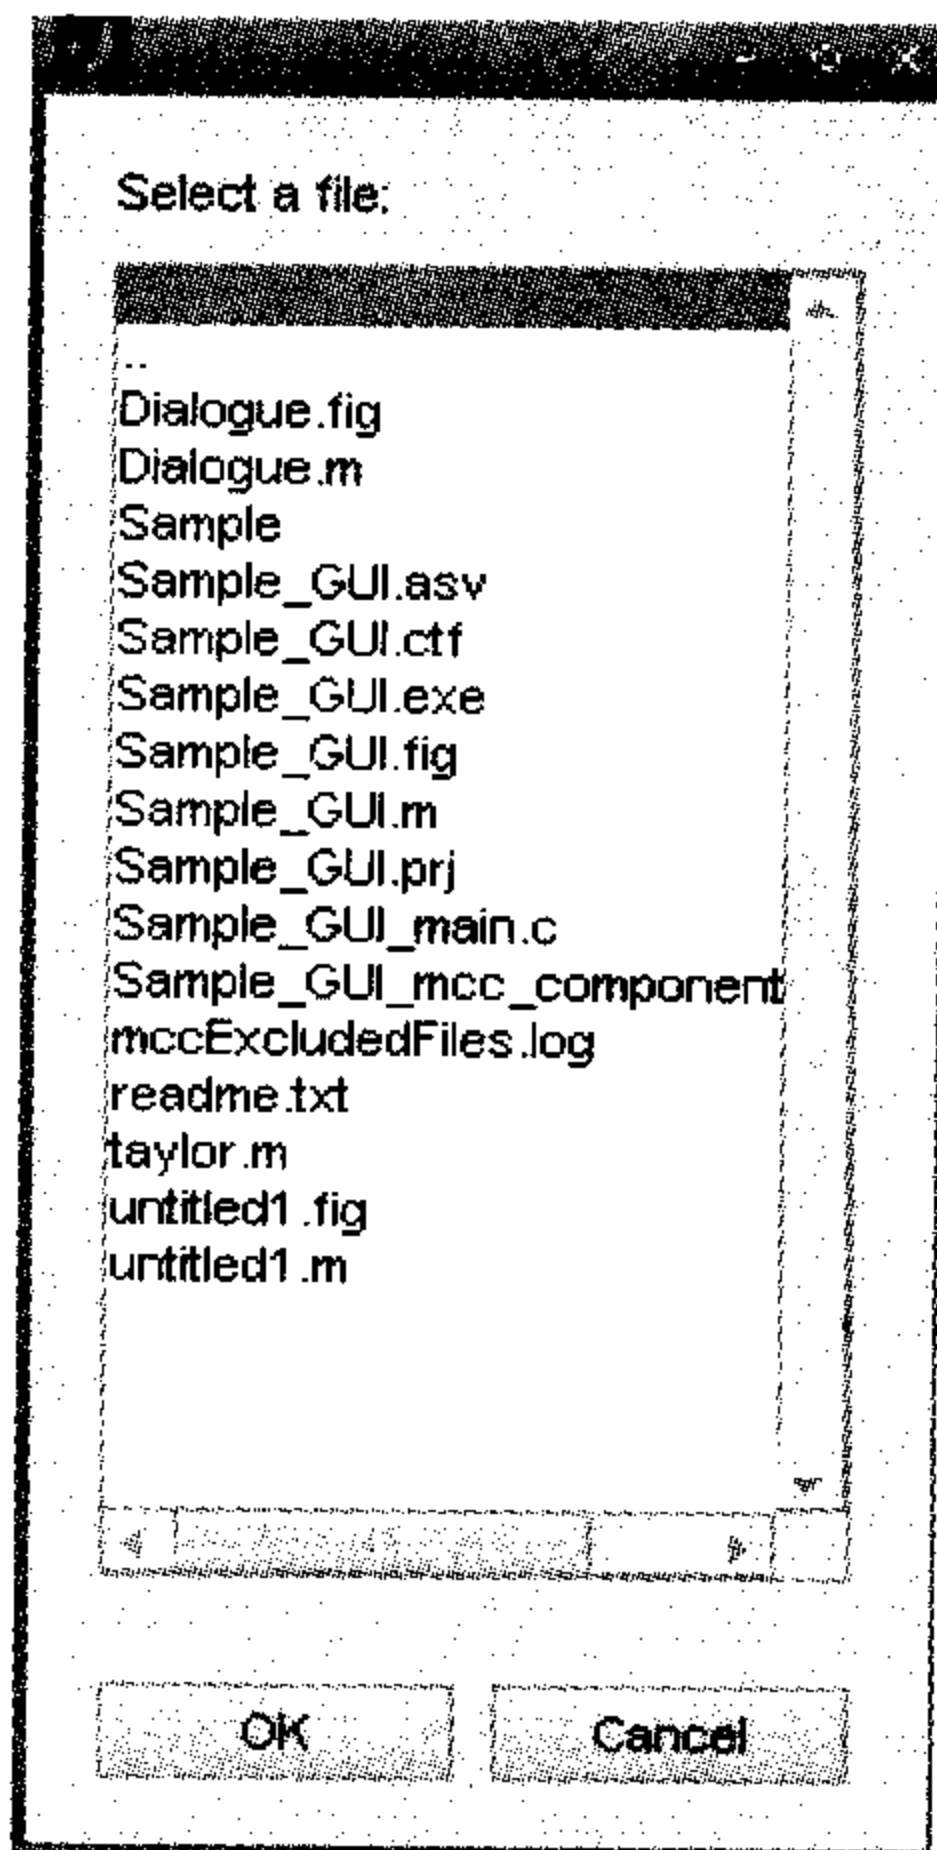 Select a file:
..
Dialogue.fig
Dialogue.m
Sample
Sample_GUI.asv
Sample_GUI.ctf
Sample_GUI.exe
Sample_GUI.fig
Sample_GUI.m
Sample_GUI.prj
Sample_GUI_main.c
Sample_GUI_mcc_component
mccExcludedFiles.log
readme.txt
taylor.m
untitled1.fig
untitled1.m
OK Cancel